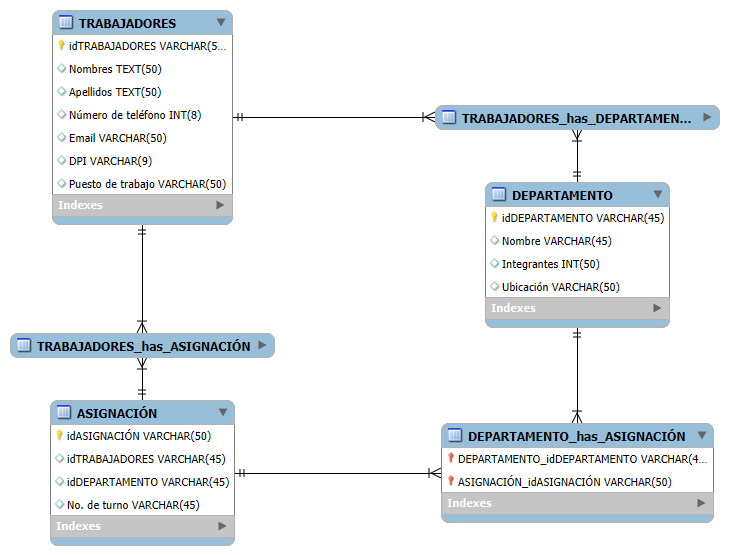 TRABAJADORES
idTRABAJADORES VARCHAR(5...
Nombres TEXT(50)
Apellidos TEXT(50)
Número de teléfono INT(8)
Email VARCHAR(50)
DPI VARCHAR(9)
Puesto de trabajo VARCHAR(50)
Indexes
TRABAJADORES_has_DEPARTAMEN...
DEPARTAMENTO
idDEPARTAMENTO VARCHAR(45)
Nombre VARCHAR(45)
Integrantes INT(50)
Ubicación VARCHAR(50)
Indexes
TRABAJADORES_has_ASIGNACIÓN
ASIGNACIÓN
idASIGNACIÓN VARCHAR(50)
idTRABAJADORES VARCHAR(45)
idDEPARTAMENTO VARCHAR(45)
No. de turno VARCHAR(45)
Indexes
DEPARTAMENTO_has_ASIGNACIÓN
DEPARTAMENTO_idDEPARTAMENTO VARCHAR(4...
ASIGNACIÓN_idASIGNACIÓN VARCHAR(50)
Indexes